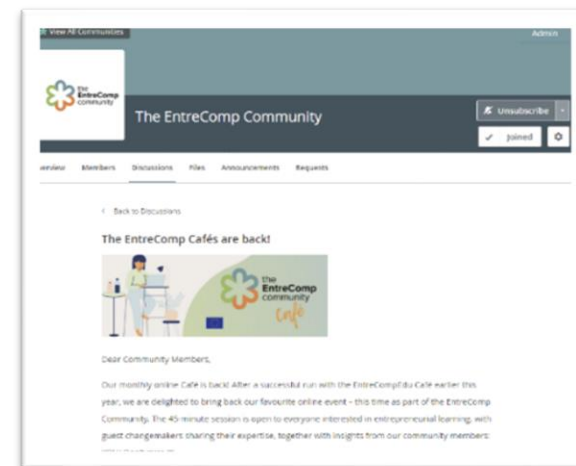 View All Communities
Admin
the
EntreComp
community
The EntreComp Community
Unsubscribe
Joined
Members Discussions Files Announcements Requests
Back to Discussions
The EntreComp Cafés are back!
the
EntreComp
community
Café
Dear Community Members,
Our monthly online Café is back! After a successful run with the EntreCompEdu Café earlier this
year, we are delighted to bring back our favourite online event – this time as part of the EntreComp
Community. The 45-minute session is open to everyone interested in entrepreneurial learning, with
guest changemakers sharing their expertise, together with insights from our community members: